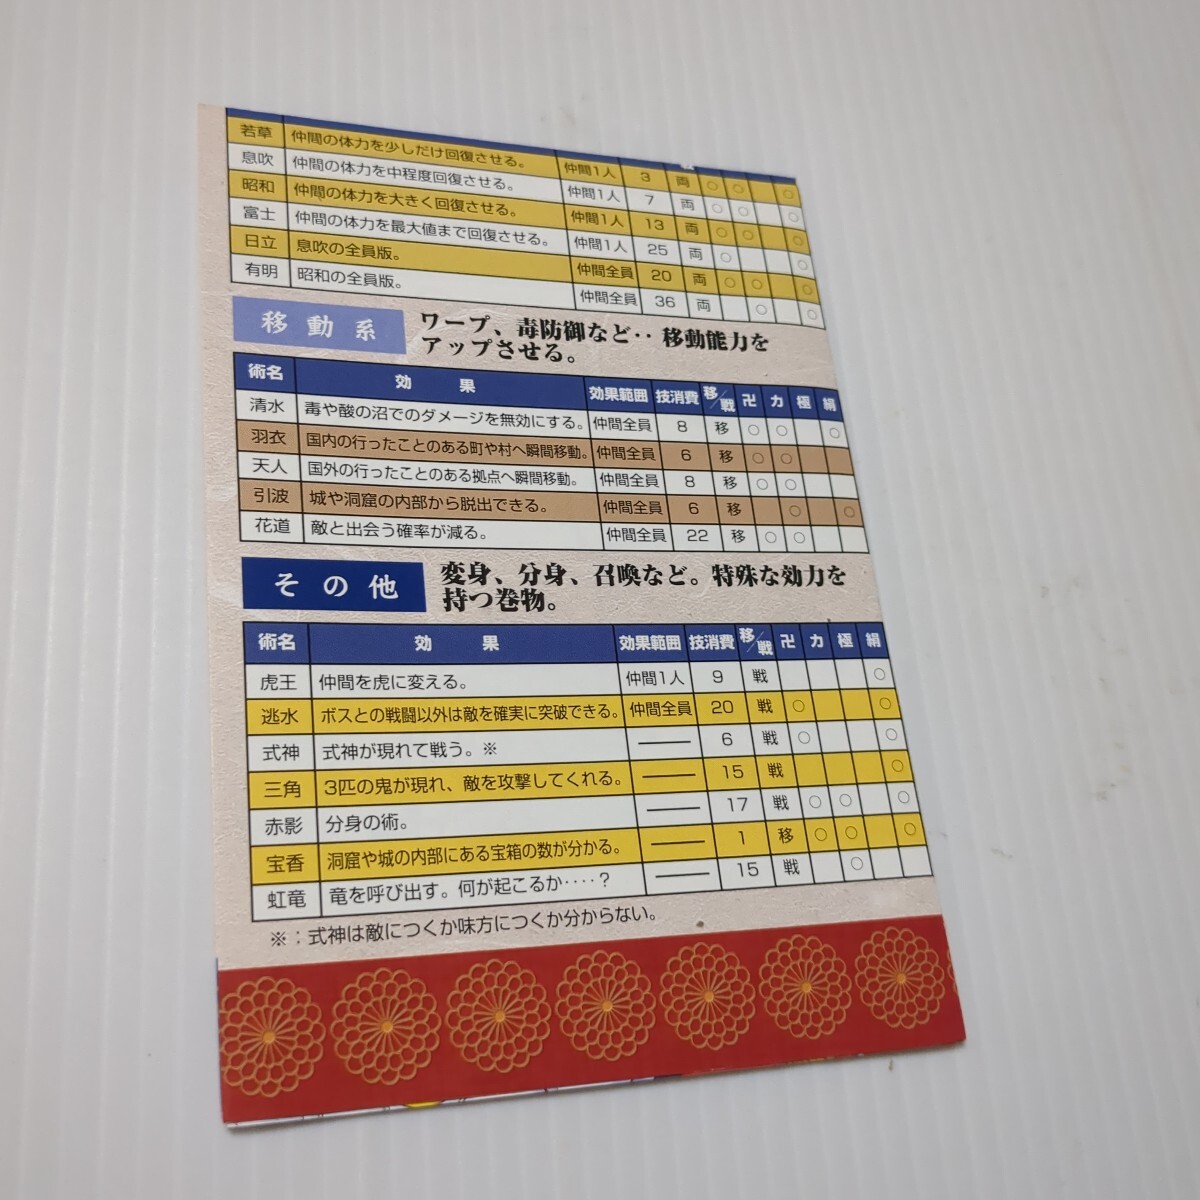 若草 仲間の体力を少しだけ回復させる。 仲間1人 3 両 ○ ○ ○
息吹 仲間の体力を中程度回復させる。 仲間1人 7 両 ○ ○ ○
昭和 仲間の体力を大きく回復させる。 仲間1人 13 両 ○ ○ ○
富士 仲間の体力を最大値まで回復させる。 仲間1人 25 両 ○ ○
日立 息吹の全員版。 仲間全員 20 両 ○ ○ ○
有明 昭和の全員版。 仲間全員 36 両 ○ ○
移動系 ワープ、毒防御など‥移動能力を
アップさせる。
術名 効果 効果範囲 技消費 移/戦 卍 カ 極 絹
清水 毒や酸の沼でのダメージを無効にする。 仲間全員 8 移 ○ ○ ○
羽衣 国内の行ったことのある町や村へ瞬間移動。 仲間全員 6 移 ○ ○
天人 国外の行ったことのある拠点へ瞬間移動。 仲間全員 8 移 ○ ○
引波 城や洞窟の内部から脱出できる。 仲間全員 6 移 ○ ○
花道 敵と出会う確率が減る。 仲間全員 22 移 ○ ○
その他 変身、分身、召喚など。特殊な効力を
持つ巻物。
術名 効果 効果範囲 技消費 移/戦 卍 カ 極 絹
虎王 仲間を虎に変える。 仲間1人 9 戦 ○
逃水 ボスとの戦闘以外は敵を確実に突破できる。 仲間全員 20 戦 ○ ○
式神 式神が現れて戦う。※ ── 6 戦 ○ ○
三角 3匹の鬼が現れ、敵を攻撃してくれる。 ── 15 戦 ○
赤影 分身の術。 ── 17 戦 ○ ○ ○
宝香 洞窟や城の内部にある宝箱の数が分かる。 ── 1 移 ○ ○ ○
虹竜 竜を呼び出す。何が起こるか‥‥? ── 15 戦 ○
※：式神は敵につくか味方につくか分からない。